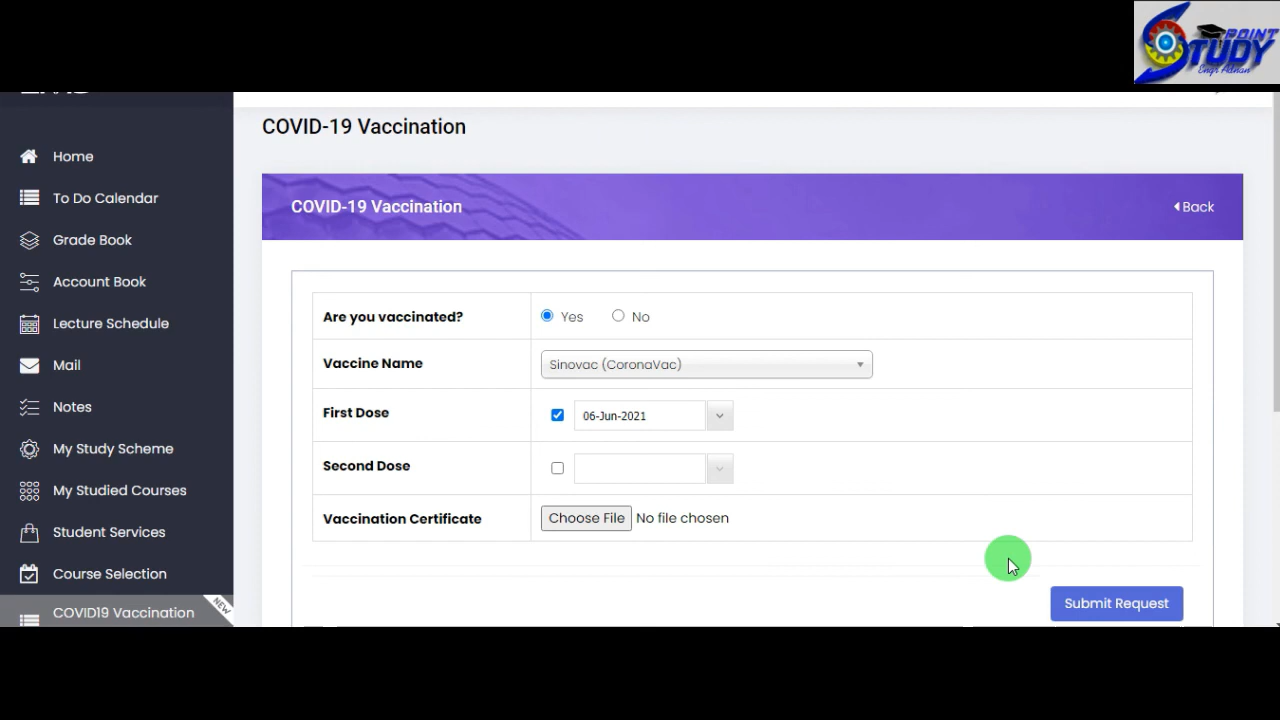 POINT
STUDY
Engr Adnan
COVID-19 Vaccination
Home
To Do Calendar
Grade Book
Account Book
Lecture Schedule
Mail
Notes
My Study Scheme
My Studied Courses
Student Services
Course Selection
COVID19 Vaccination
NEW
COVID-19 Vaccination
Back
Are you vaccinated?
Yes
No
Vaccine Name
Sinovac (CoronaVac)
First Dose
06-Jun-2021
Second Dose
Vaccination Certificate
Choose File No file chosen
Submit Request